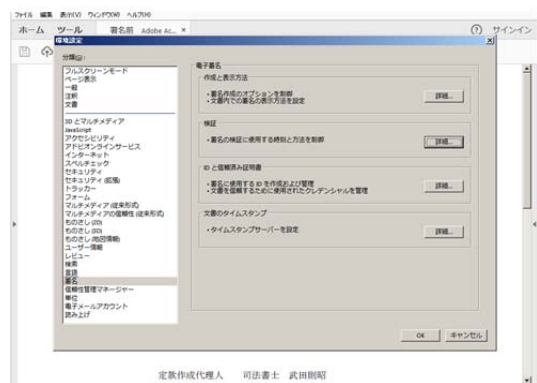 ファイル 編集 表示(V) ウィンドウ(W) ヘルプ(H)
ホーム ツール 署名前 Adobe Ac... × サインイン
環境設定
分類(G):
フルスクリーンモード
ページ表示
一般
注釈
文書
3D とマルチメディア
JavaScript
アクセシビリティ
アドビオンラインサービス
インターネット
スペルチェック
セキュリティ
セキュリティ (拡張)
トラッカー
フォーム
マルチメディア (従来形式)
マルチメディアの信頼性 (従来形式)
ものさし (2D)
ものさし (3D)
ものさし (地図情報)
ユーザー情報
レビュー
検索
言語
署名
信頼性管理マネージャー
単位
電子メールアカウント
読み上げ
電子署名
作成と表示方法
・署名作成のオプションを制御
・文書内での署名の表示方法を設定
詳細...
検証
・署名の検証に使用する時刻と方法を制御
詳細...
ID と信頼済み証明書
・署名に使用する ID を作成および管理
・文書を信頼するために使用されたクレデンシャルを管理
詳細...
文書のタイムスタンプ
・タイムスタンプサーバーを設定
詳細...
OK キャンセル
定款作成代理人 司法書士 武田則昭